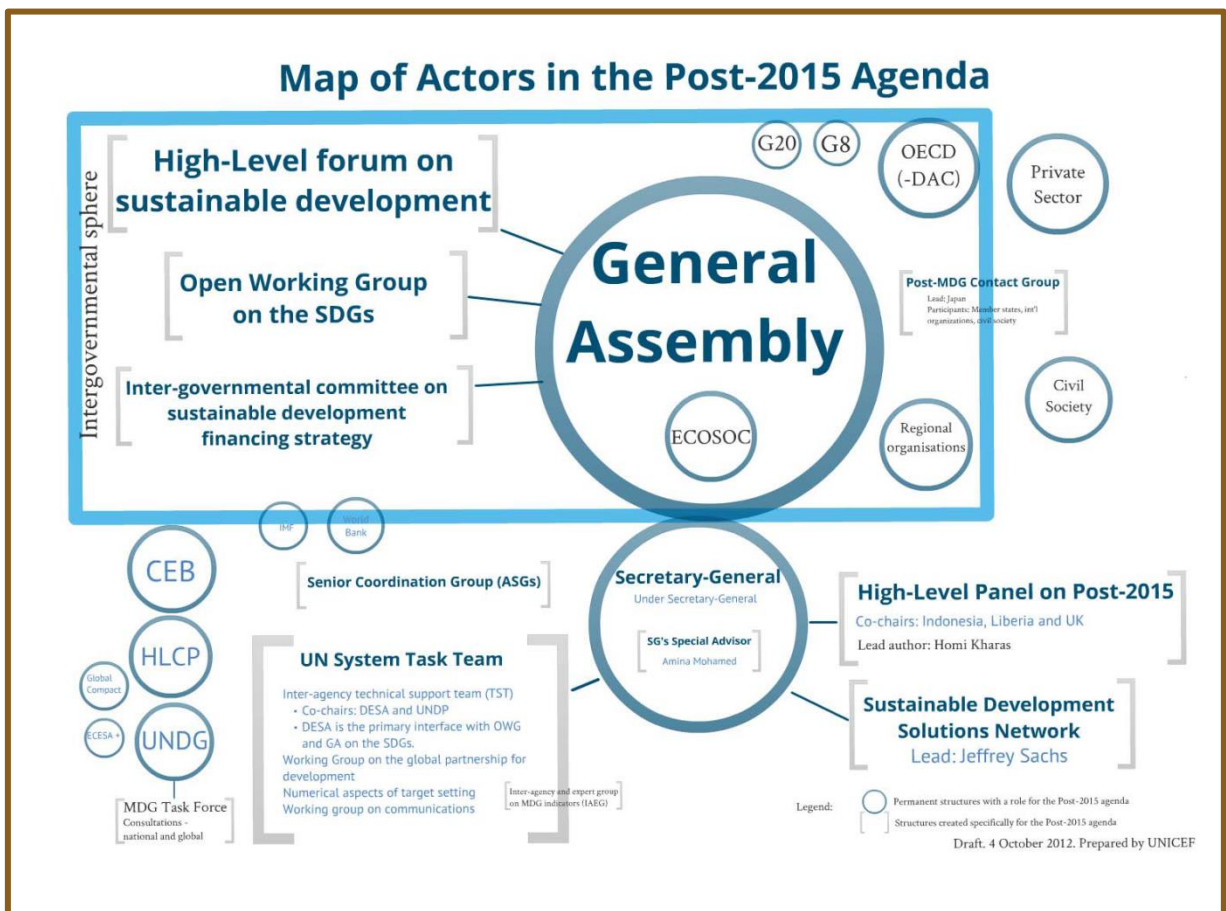 Map of Actors in the Post-2015 Agenda
Intergovernmental sphere
High-Level forum on
sustainable development
Open Working Group
on the SDGs
Inter-governmental committee on
sustainable development
financing strategy
General
Assembly
ECOSOC
G20
G8
OECD
(-DAC)
Private
Sector
Post-MDG Contact Group
Lead: Japan
Participants: Member states, int'l
organizations, civil society
Civil
Society
Regional
organisations
IMF
World
Bank
CEB
HLCP
Global
Compact
ECESA +
UNDG
MDG Task Force
Consultations -
national and global
Senior Coordination Group (ASGs)
UN System Task Team
Inter-agency technical support team (TST)
• Co-chairs: DESA and UNDP
• DESA is the primary interface with OWG
and GA on the SDGs.
Working Group on the global partnership for
development
Numerical aspects of target setting
Working group on communications
Inter-agency and expert group
on MDG indicators (IAEG)
Secretary-General
Under Secretary-General
SG's Special Advisor
Amina Mohamed
High-Level Panel on Post-2015
Co-chairs: Indonesia, Liberia and UK
Lead author: Homi Kharas
Sustainable Development
Solutions Network
Lead: Jeffrey Sachs
Legend:
Permanent structures with a role for the Post-2015 agenda
Structures created specifically for the Post-2015 agenda
Draft. 4 October 2012. Prepared by UNICEF